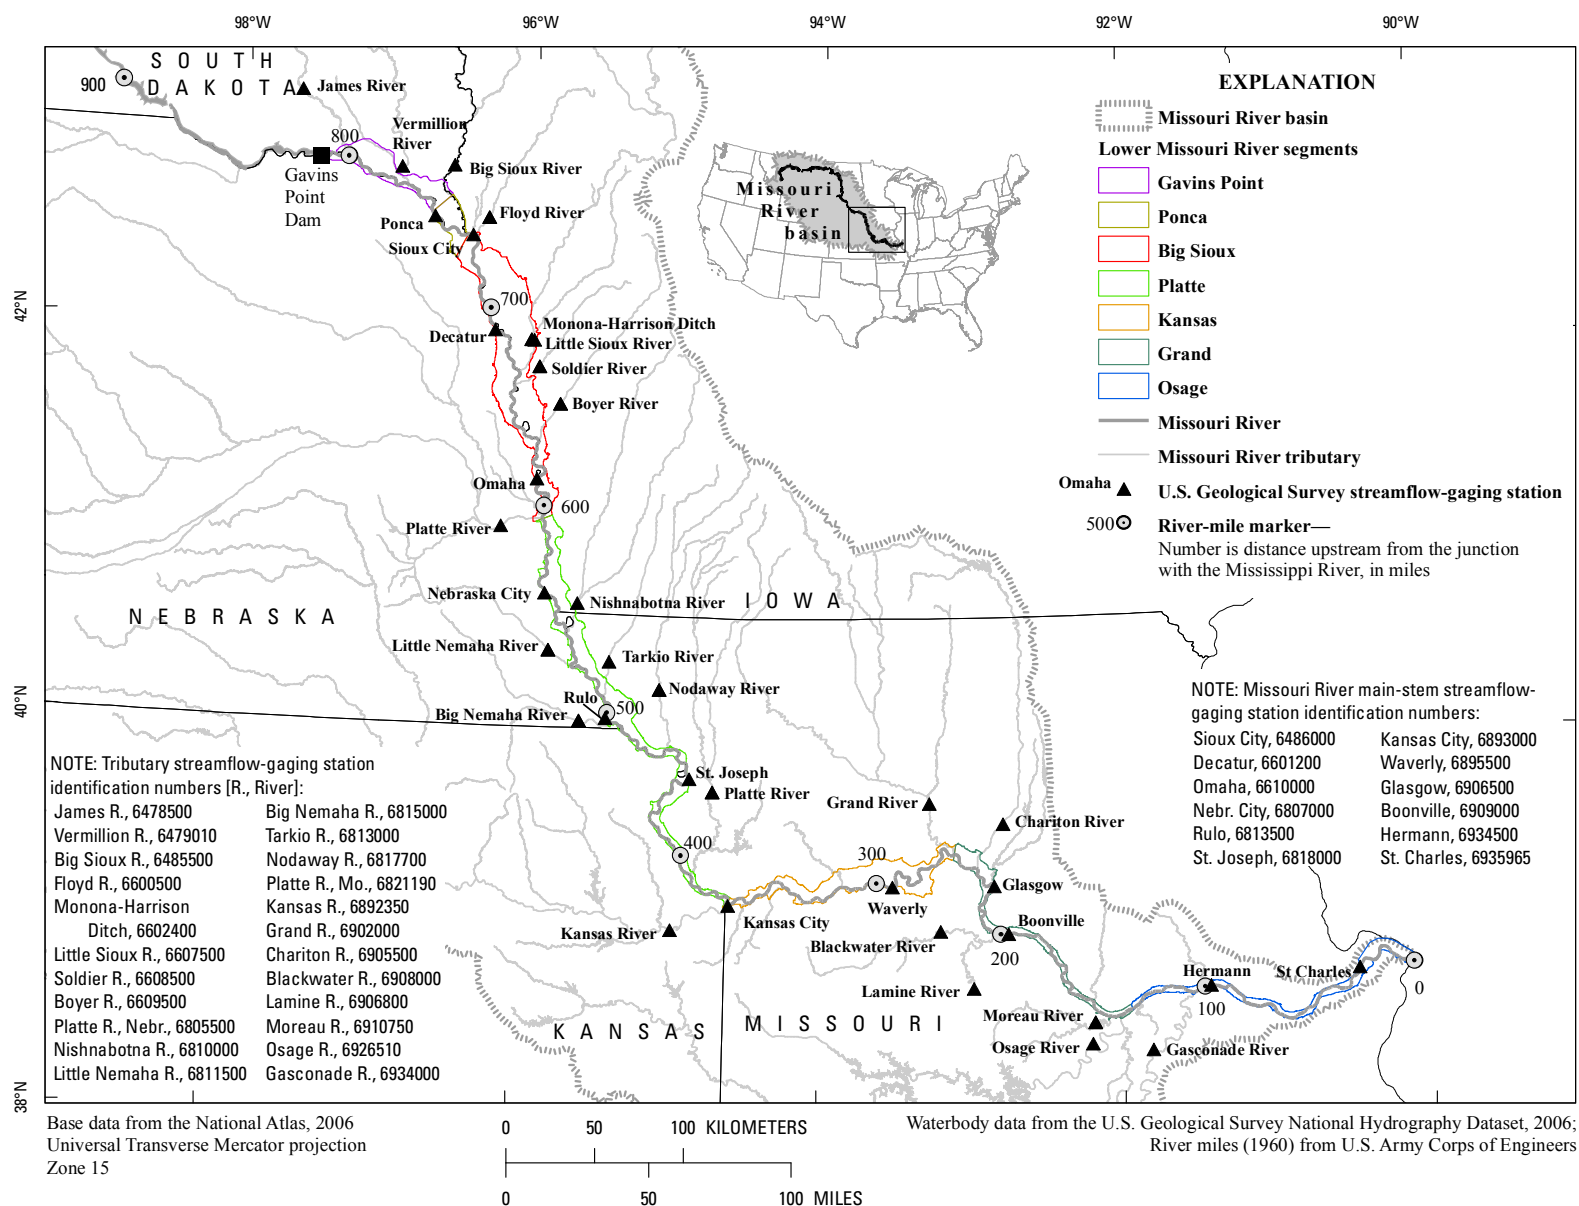 98°W
96°W
94°W
92°W
90°W
42°N
40°N
38°N
SOUTH
DAKOTA
900
James River
800
Vermillion
River
Big Sioux River
Gavins
Point
Dam
Ponca
Floyd River
Sioux City
700
Decatur
Monona-Harrison Ditch
Little Sioux River
Soldier River
Boyer River
Omaha
600
Platte River
Nebraska City
Nishnabotna River
IOWA
NEBRASKA
Little Nemaha River
Tarkio River
Nodaway River
Rulo
500
Big Nemaha River
St. Joseph
Platte River
Grand River
Chariton River
400
300
Glasgow
Waverly
Kansas City
Boonville
Kansas River
Blackwater River
200
Lamine River
Hermann
St Charles
100
0
Moreau River
Osage River
Gasconade River
KANSAS
MISSOURI
Missouri
River
basin
EXPLANATION
Missouri River basin
Lower Missouri River segments
Gavins Point
Ponca
Big Sioux
Platte
Kansas
Grand
Osage
Missouri River
Missouri River tributary
Omaha
U.S. Geological Survey streamflow-gaging station
500
River-mile marker—
Number is distance upstream from the junction
with the Mississippi River, in miles
NOTE: Missouri River main-stem streamflow-
gaging station identification numbers:
Sioux City, 6486000
Decatur, 6601200
Omaha, 6610000
Nebr. City, 6807000
Rulo, 6813500
St. Joseph, 6818000
Kansas City, 6893000
Waverly, 6895500
Glasgow, 6906500
Boonville, 6909000
Hermann, 6934500
St. Charles, 6935965
NOTE: Tributary streamflow-gaging station
identification numbers [R., River]:
James R., 6478500
Vermillion R., 6479010
Big Sioux R., 6485500
Floyd R., 6600500
Monona-Harrison
Ditch, 6602400
Little Sioux R., 6607500
Soldier R., 6608500
Boyer R., 6609500
Platte R., Nebr., 6805500
Nishnabotna R., 6810000
Little Nemaha R., 6811500
Big Nemaha R., 6815000
Tarkio R., 6813000
Nodaway R., 6817700
Platte R., Mo., 6821190
Kansas R., 6892350
Grand R., 6902000
Chariton R., 6905500
Blackwater R., 6908000
Lamine R., 6906800
Moreau R., 6910750
Osage R., 6926510
Gasconade R., 6934000
Base data from the National Atlas, 2006
Universal Transverse Mercator projection
Zone 15
0 50 100 KILOMETERS
0 50 100 MILES
Waterbody data from the U.S. Geological Survey National Hydrography Dataset, 2006;
River miles (1960) from U.S. Army Corps of Engineers